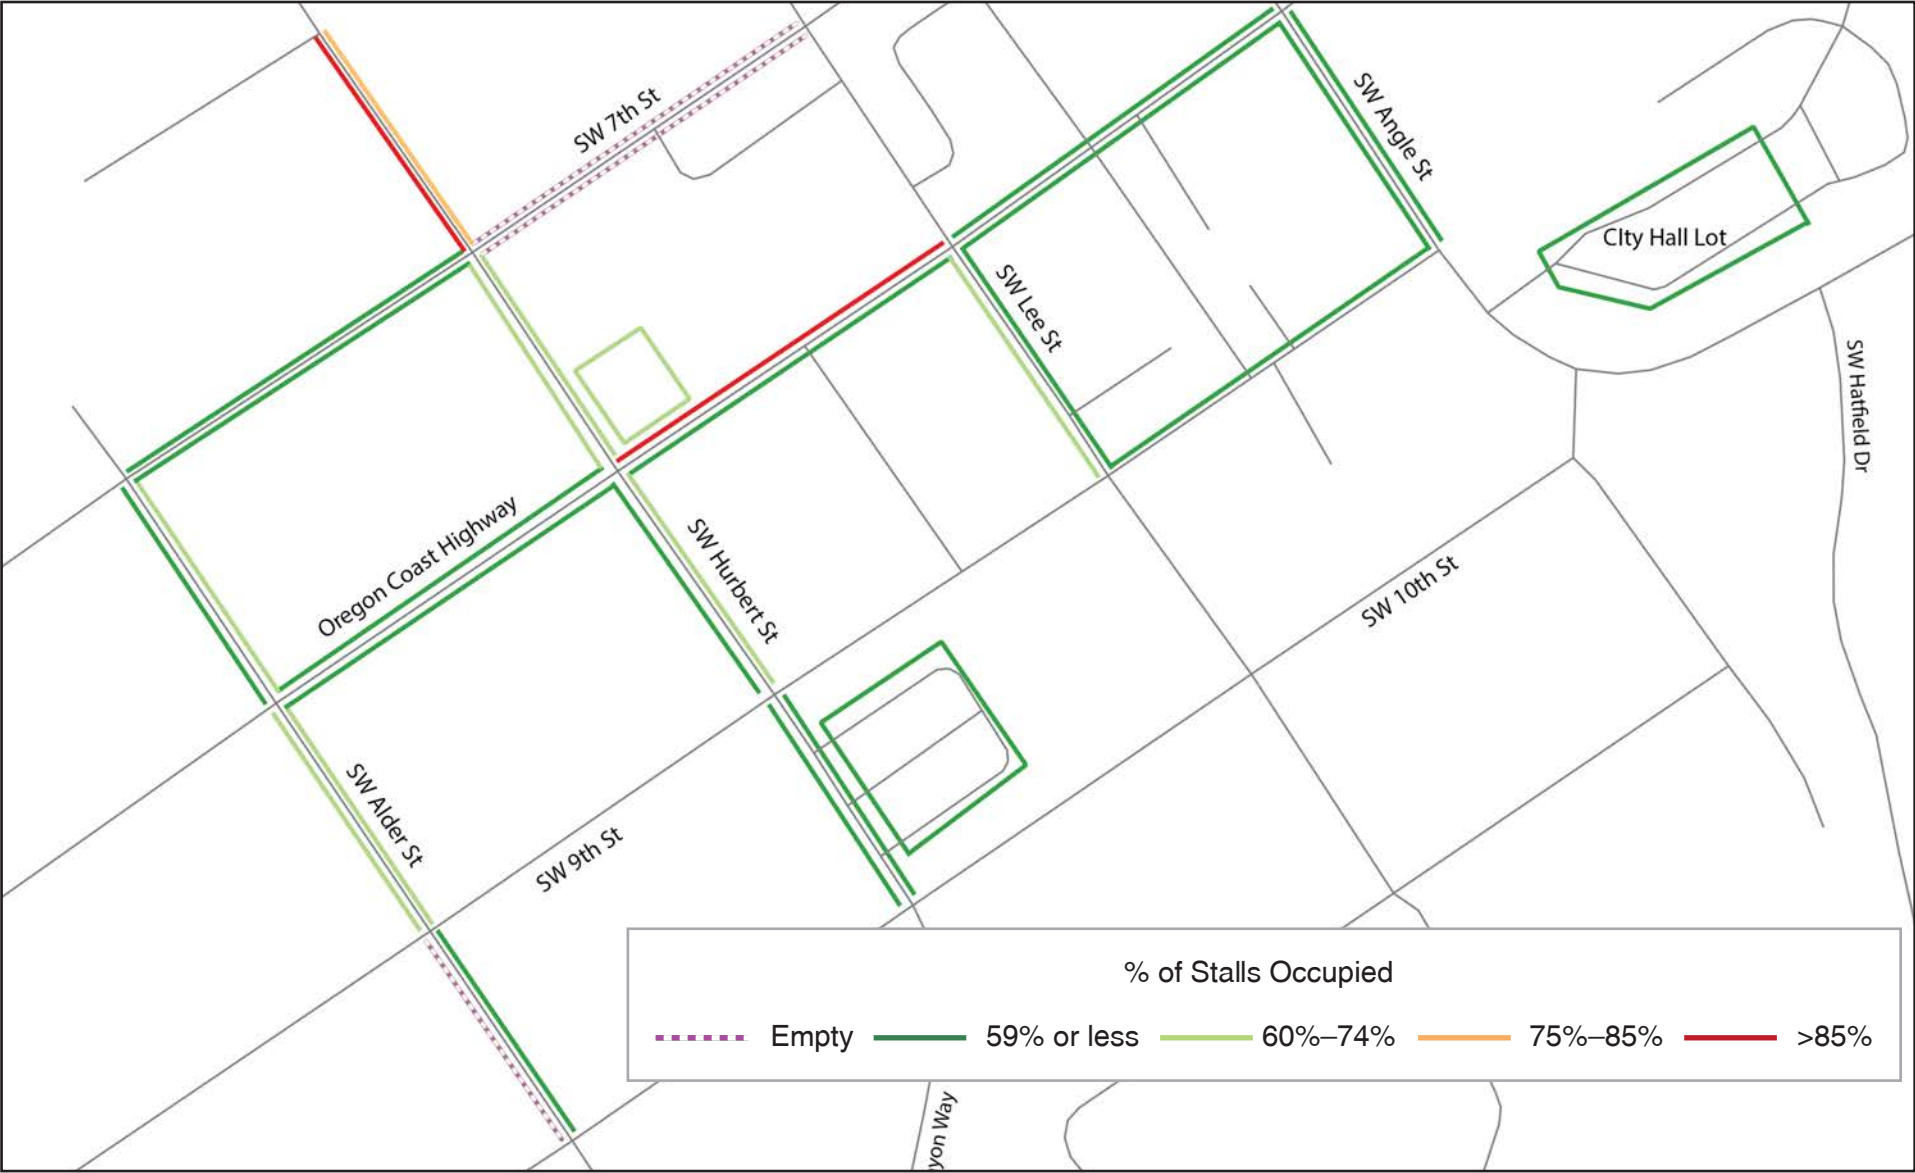 SW 7th St
SW Angle St
CIty Hall Lot
SW Lee St
SW Hatfield Dr
Oregon Coast Highway
SW Hurbert St
SW 10th St
SW Alder St
SW 9th St
% of Stalls Occupied
Empty 59% or less 60%–74% 75%–85% >85%
yon Way